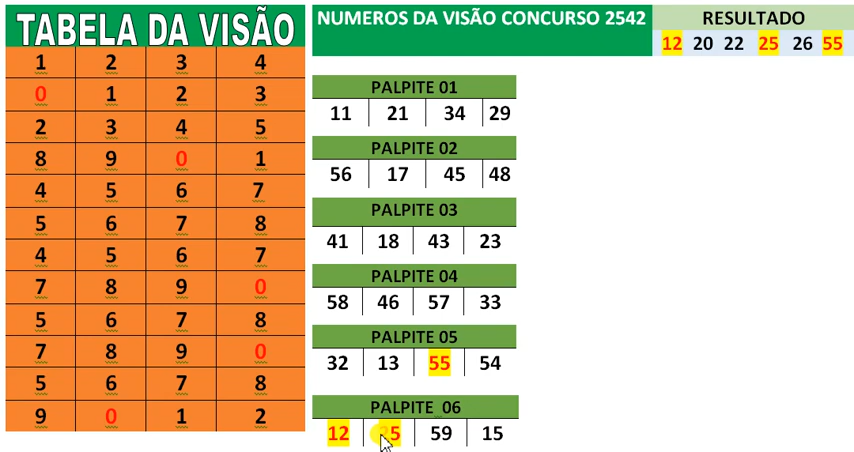 TABELA DA VISÃO
1 2 3 4
0 1 2 3
2 3 4 5
8 9 0 1
4 5 6 7
5 6 7 8
4 5 6 7
7 8 9 0
5 6 7 8
7 8 9 0
5 6 7 8
9 0 1 2
NUMEROS DA VISÃO CONCURSO 2542
RESULTADO
12 20 22 25 26 55
PALPITE 01
11 21 34 29
PALPITE 02
56 17 45 48
PALPITE 03
41 18 43 23
PALPITE 04
58 46 57 33
PALPITE 05
32 13 55 54
PALPITE 06
12 25 59 15